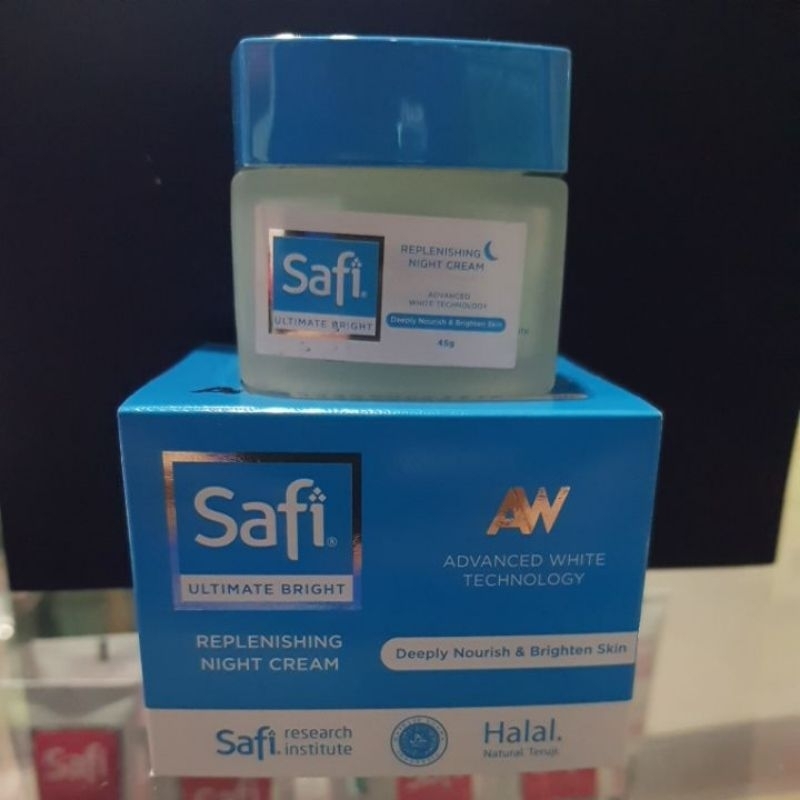 Safi®
ULTIMATE BRIGHT
REPLENISHING
NIGHT CREAM
ADVANCED
WHITE TECHNOLOGY
Deeply Nourish & Brighten Skin
45g
Safi®
ULTIMATE BRIGHT
AW
ADVANCED WHITE
TECHNOLOGY
REPLENISHING
NIGHT CREAM
Deeply Nourish & Brighten Skin
Safi. research
institute
Halal.
Natural. Teruji.
Safi